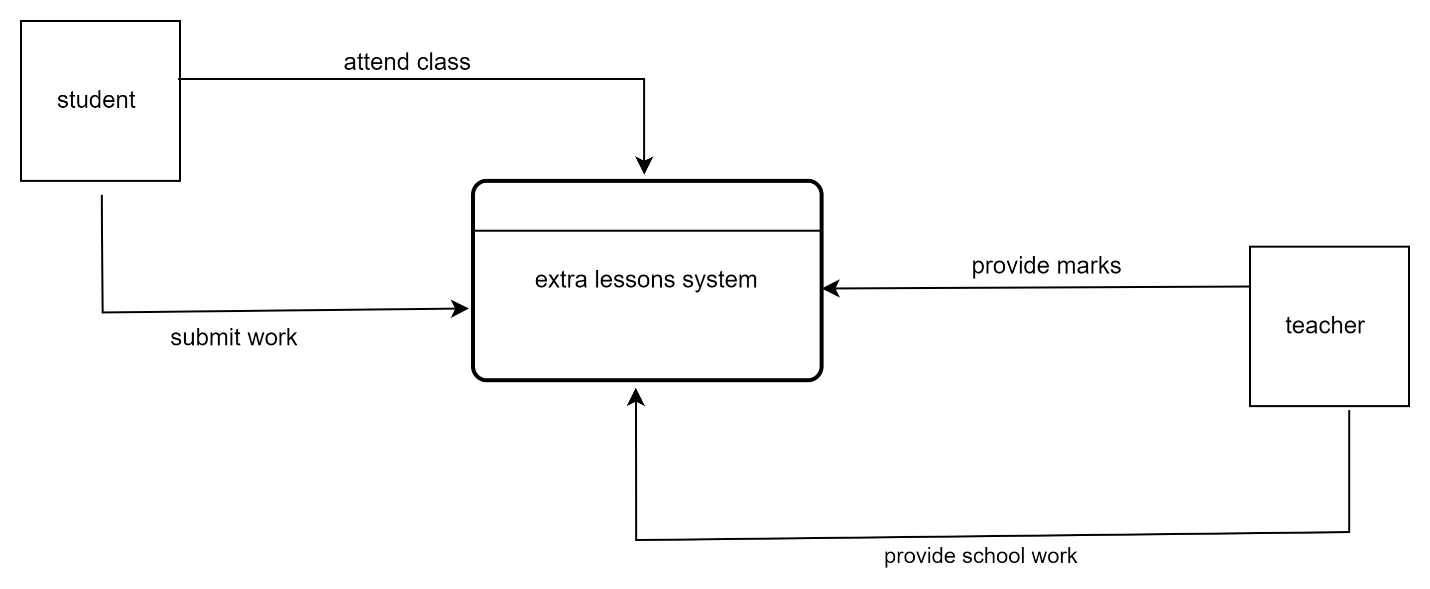 attend class
student
extra lessons system
provide marks
teacher
submit work
provide school work